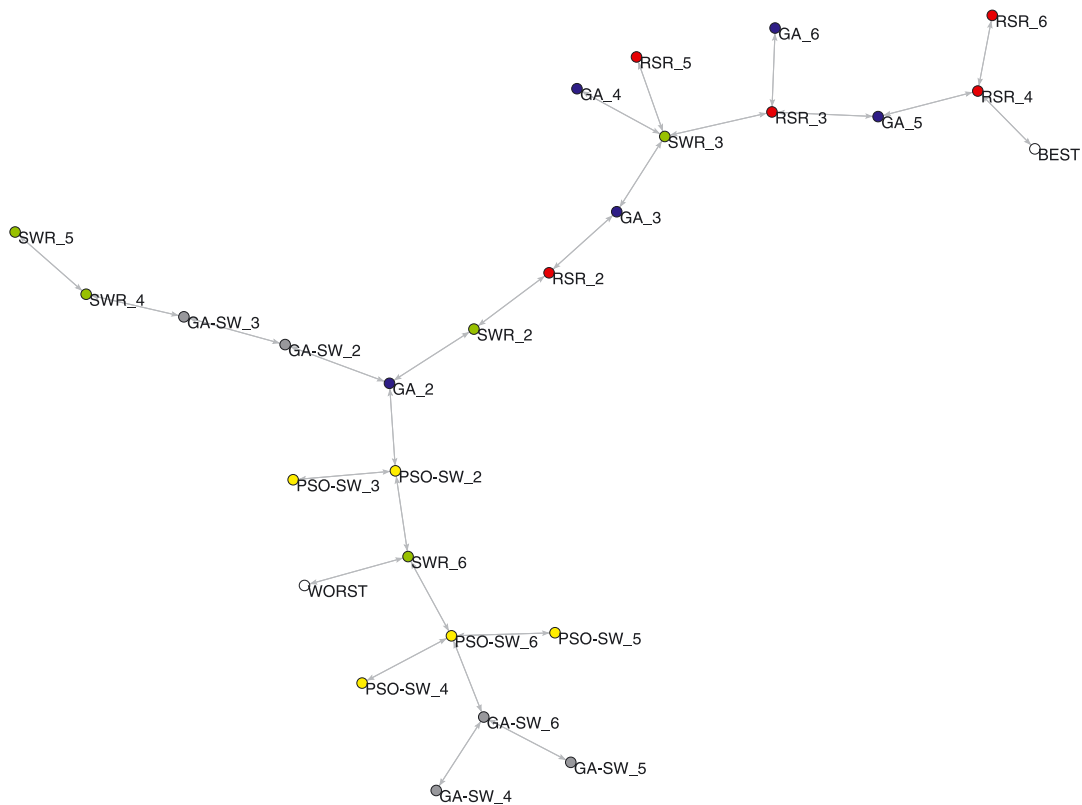 RSR_6
GA_6
RSR_5
GA_4
RSR_4
RSR_3
GA_5
SWR_3
BEST
GA_3
SWR_5
RSR_2
SWR_4
GA-SW_3
SWR_2
GA-SW_2
GA_2
PSO-SW_3
PSO-SW_2
SWR_6
WORST
PSO-SW_6
PSO-SW_5
PSO-SW_4
GA-SW_6
GA-SW_5
GA-SW_4